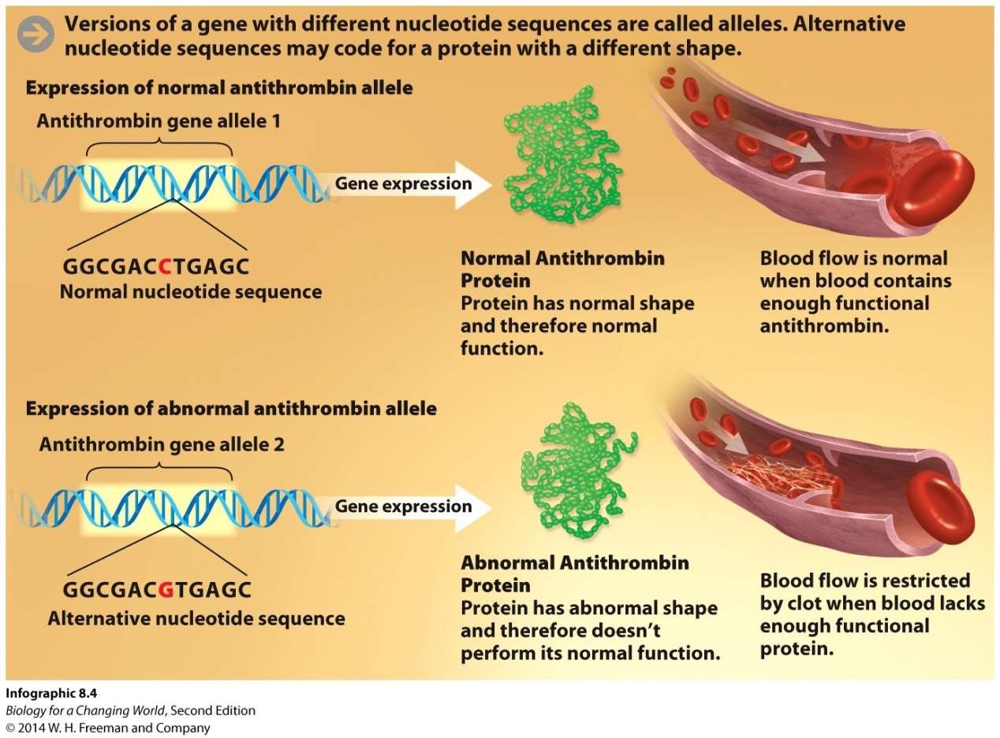 Versions of a gene with different nucleotide sequences are called alleles. Alternative
nucleotide sequences may code for a protein with a different shape.
Expression of normal antithrombin allele
Antithrombin gene allele 1
Gene expression
GGCGACCTGAGC
Normal nucleotide sequence
Normal Antithrombin
Protein
Protein has normal shape
and therefore normal
function.
Blood flow is normal
when blood contains
enough functional
antithrombin.
Expression of abnormal antithrombin allele
Antithrombin gene allele 2
Gene expression
GGCGACGTGAGC
Alternative nucleotide sequence
Abnormal Antithrombin
Protein
Protein has abnormal shape
and therefore doesn’t
perform its normal function.
Blood flow is restricted
by clot when blood lacks
enough functional
protein.
Infographic 8.4
Biology for a Changing World, Second Edition
© 2014 W. H. Freeman and Company